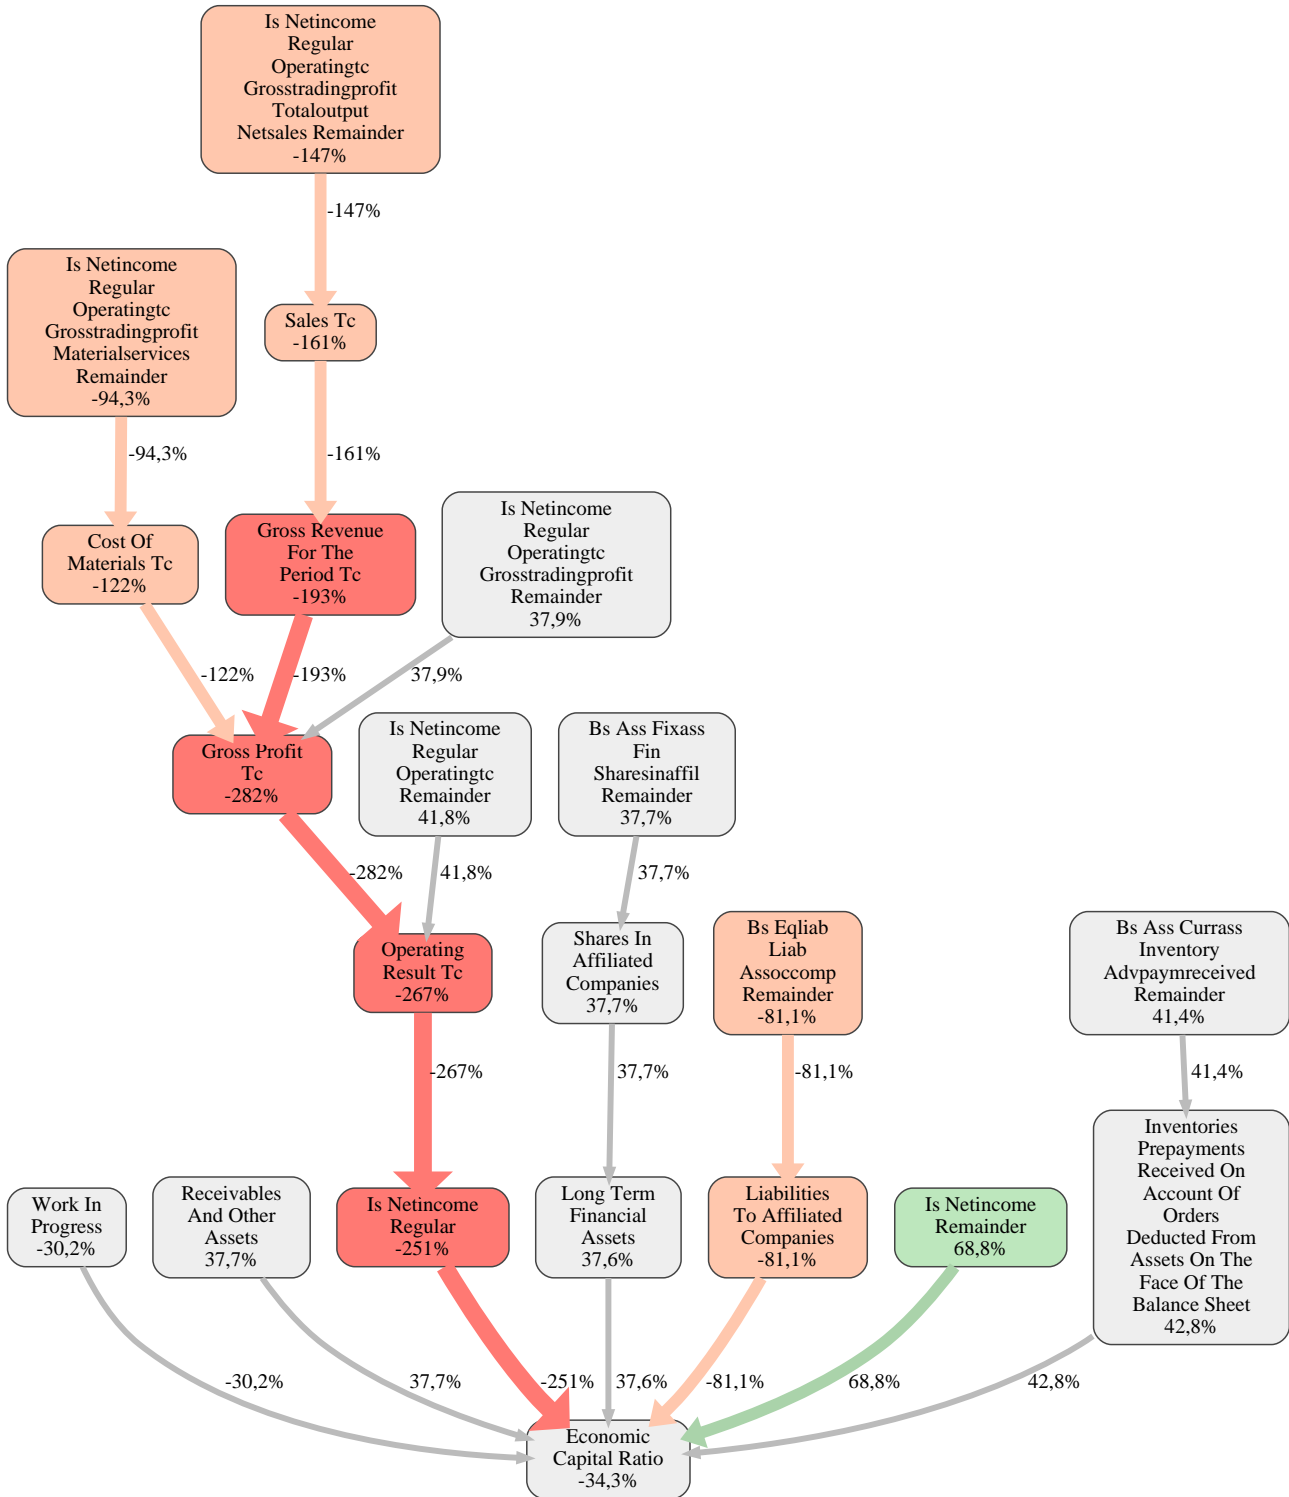 Is Netincome
Regular
Operatingtc
Grosstradingprofit
Totaloutput
Netsales Remainder
-147%
-147%
Is Netincome
Regular
Operatingtc
Grosstradingprofit
Materialservices
Remainder
-94,3%
Sales Tc
-161%
-94,3%
-161%
Cost Of
Materials Tc
-122%
Gross Revenue
For The
Period Tc
-193%
Is Netincome
Regular
Operatingtc
Grosstradingprofit
Remainder
37,9%
-122%
-193%
37,9%
Gross Profit
Tc
-282%
Is Netincome
Regular
Operatingtc
Remainder
41,8%
Bs Ass Fixass
Fin
Sharesinaffil
Remainder
37,7%
-282%
41,8%
37,7%
Operating
Result Tc
-267%
Shares In
Affiliated
Companies
37,7%
Bs Eqliab
Liab
Assoccomp
Remainder
-81,1%
Bs Ass Currass
Inventory
Advpaymreceived
Remainder
41,4%
-267%
37,7%
-81,1%
41,4%
Work In
Progress
-30,2%
Receivables
And Other
Assets
37,7%
Is Netincome
Regular
-251%
Long Term
Financial
Assets
37,6%
Liabilities
To Affiliated
Companies
-81,1%
Is Netincome
Remainder
68,8%
Inventories
Prepayments
Received On
Account Of
Orders
Deducted From
Assets On The
Face Of The
Balance Sheet
42,8%
-30,2%
37,7%
-251%
37,6%
-81,1%
68,8%
42,8%
Economic
Capital Ratio
-34,3%